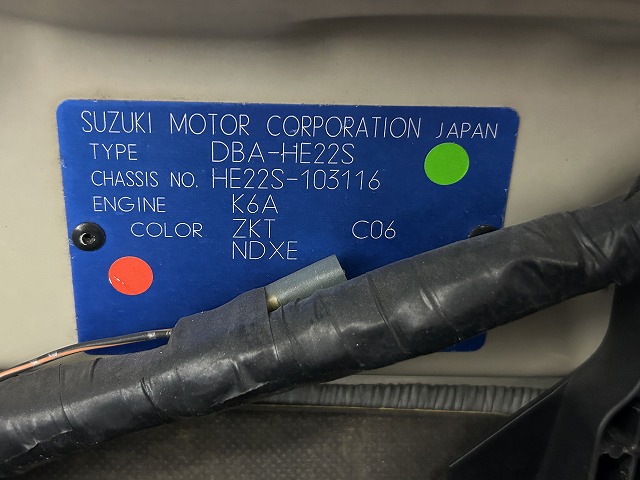 SUZUKI MOTOR CORPORATION JAPAN
TYPE DBA-HE22S
CHASSIS NO. HE22S-103116
ENGINE K6A
COLOR ZKT C06
NDXE